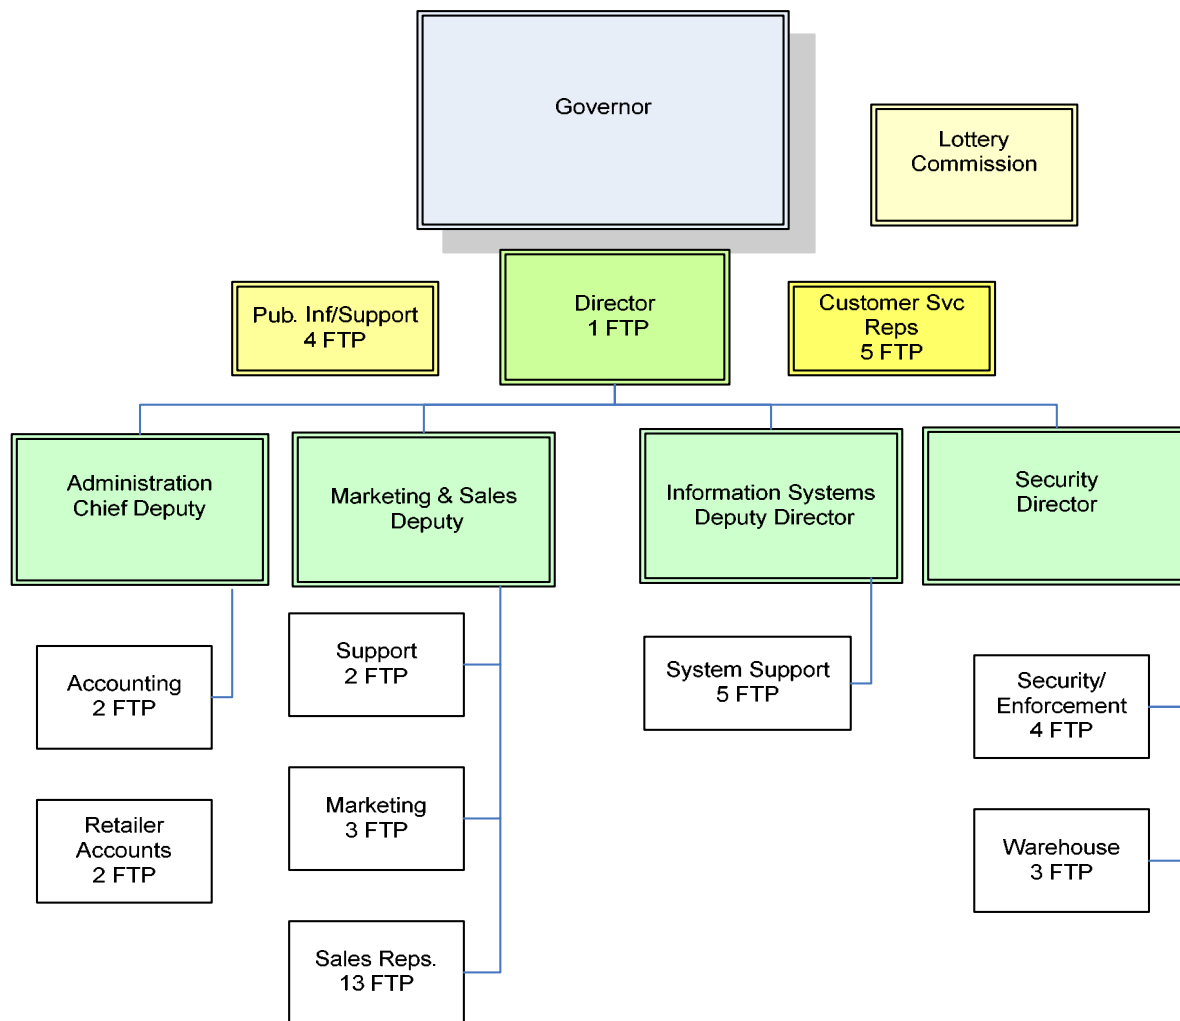 Governor
Lottery
Commission
Pub. Inf/Support
4 FTP
Director
1 FTP
Customer Svc
Reps
5 FTP
Administration
Chief Deputy
Marketing & Sales
Deputy
Information Systems
Deputy Director
Security
Director
Accounting
2 FTP
Support
2 FTP
System Support
5 FTP
Security/
Enforcement
4 FTP
Retailer
Accounts
2 FTP
Marketing
3 FTP
Warehouse
3 FTP
Sales Reps.
13 FTP